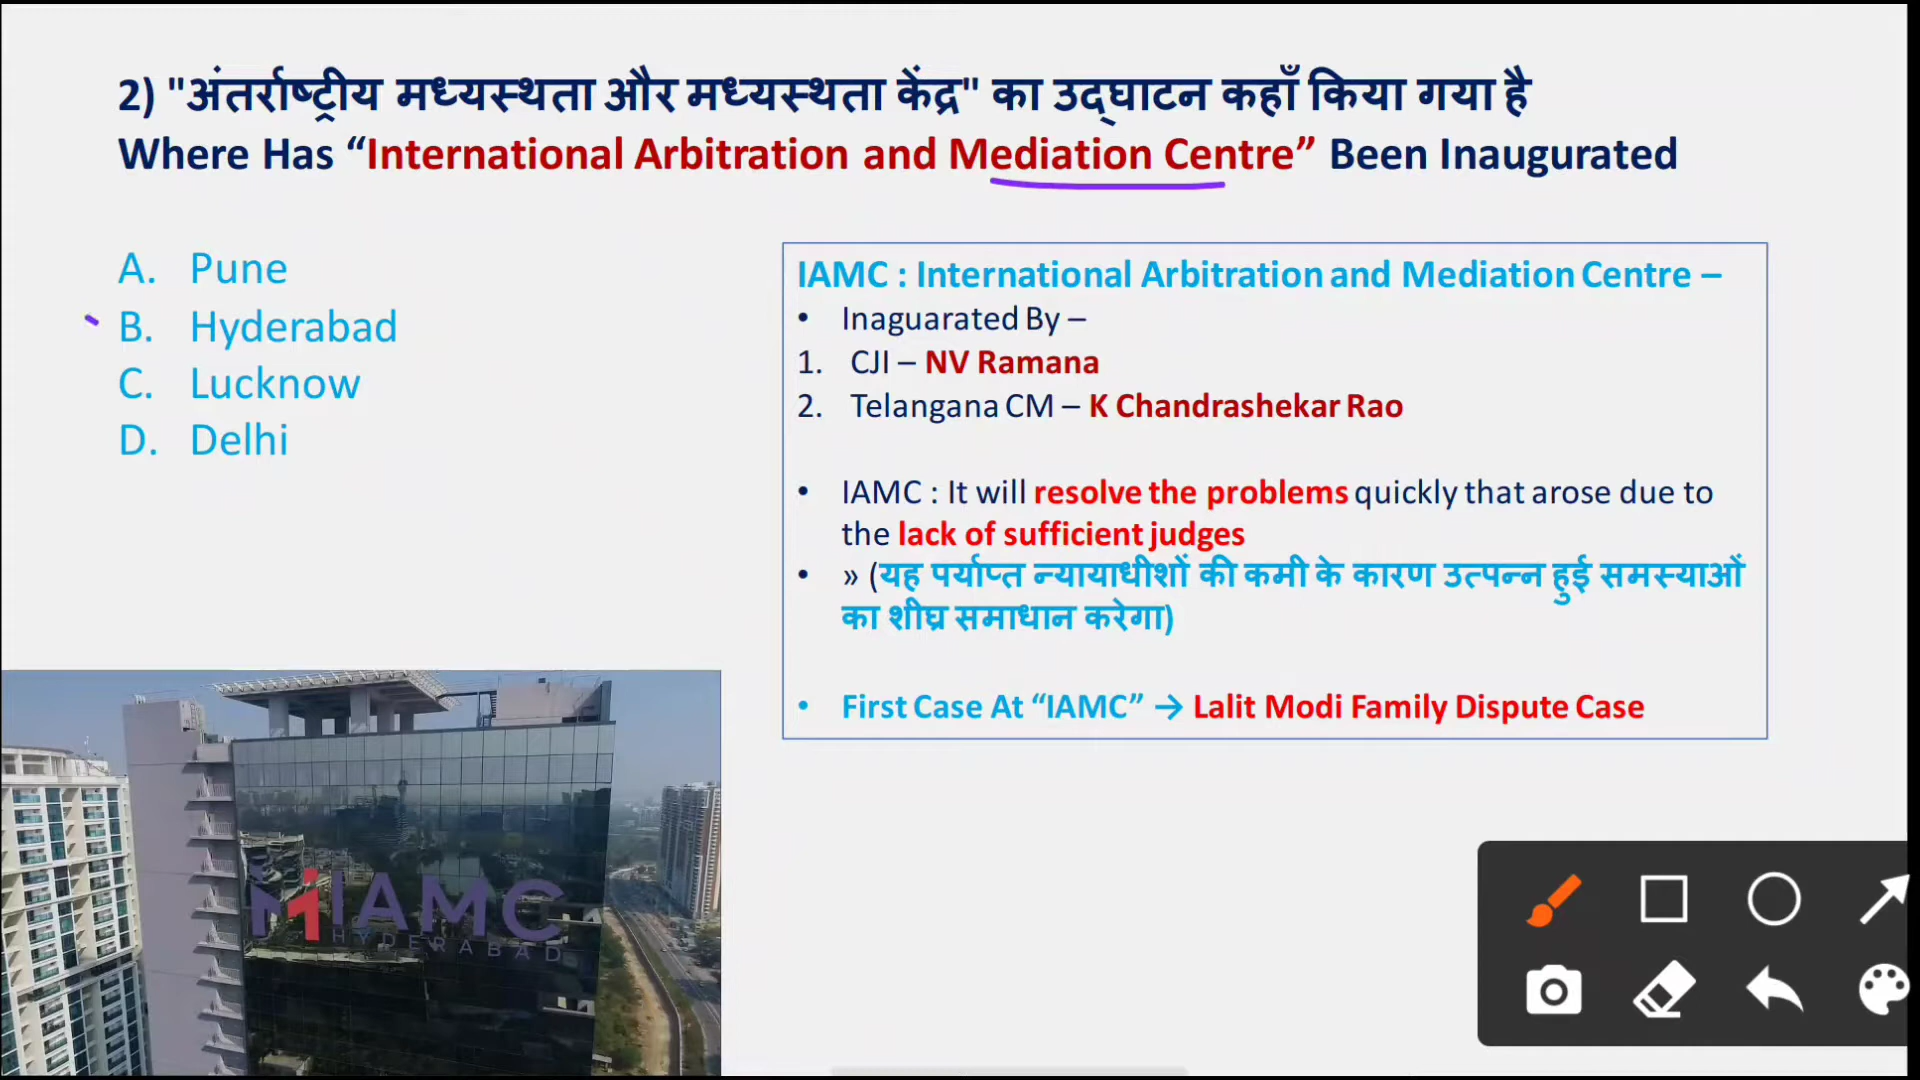 2) "अंतर्राष्ट्रीय मध्यस्थता और मध्यस्थता केंद्र" का उद्घाटन कहाँ किया गया है
Where Has “International Arbitration and Mediation Centre” Been Inaugurated
A. Pune
B. Hyderabad
C. Lucknow
D. Delhi
IAMC : International Arbitration and Mediation Centre –
• Inaguarated By –
1. CJI – NV Ramana
2. Telangana CM – K Chandrashekar Rao
• IAMC : It will resolve the problems quickly that arose due to
the lack of sufficient judges
• » (यह पर्याप्त न्यायाधीशों की कमी के कारण उत्पन्न हुई समस्याओं
का शीघ्र समाधान करेगा)
• First Case At “IAMC” → Lalit Modi Family Dispute Case
IAMC
HYDERABAD